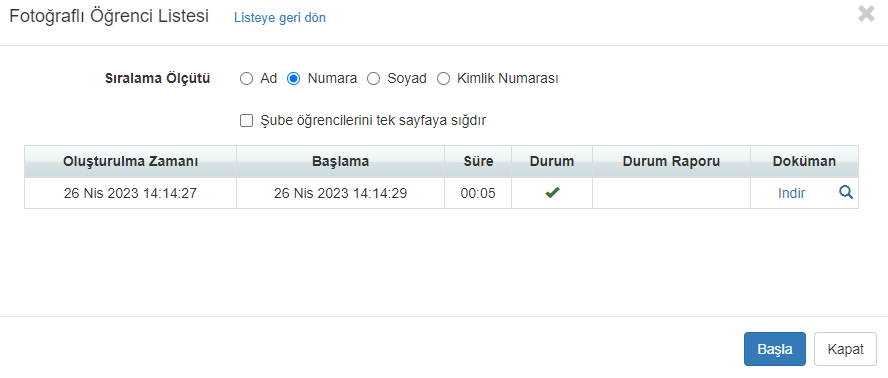 Fotoğraflı Öğrenci Listesi Listeye geri dön
Sıralama Ölçütü Ad Numara Soyad Kimlik Numarası
Şube öğrencilerini tek sayfaya sığdır
Oluşturulma Zamanı Başlama Süre Durum Durum Raporu Doküman
26 Nis 2023 14:14:27 26 Nis 2023 14:14:29 00:05 Indir
Başla Kapat